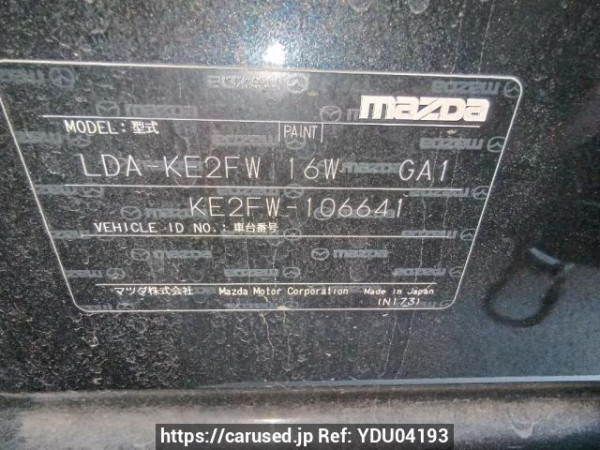 mazda
MODEL: 型式 PAINT
LDA-KE2FW 16W GA1
KE2FW-106641
VEHICLE ID NO.: 車台番号
マツダ株式会社 Mazda Motor Corporation Made in Japan
(N173)
https://carused.jp Ref: YDU04193